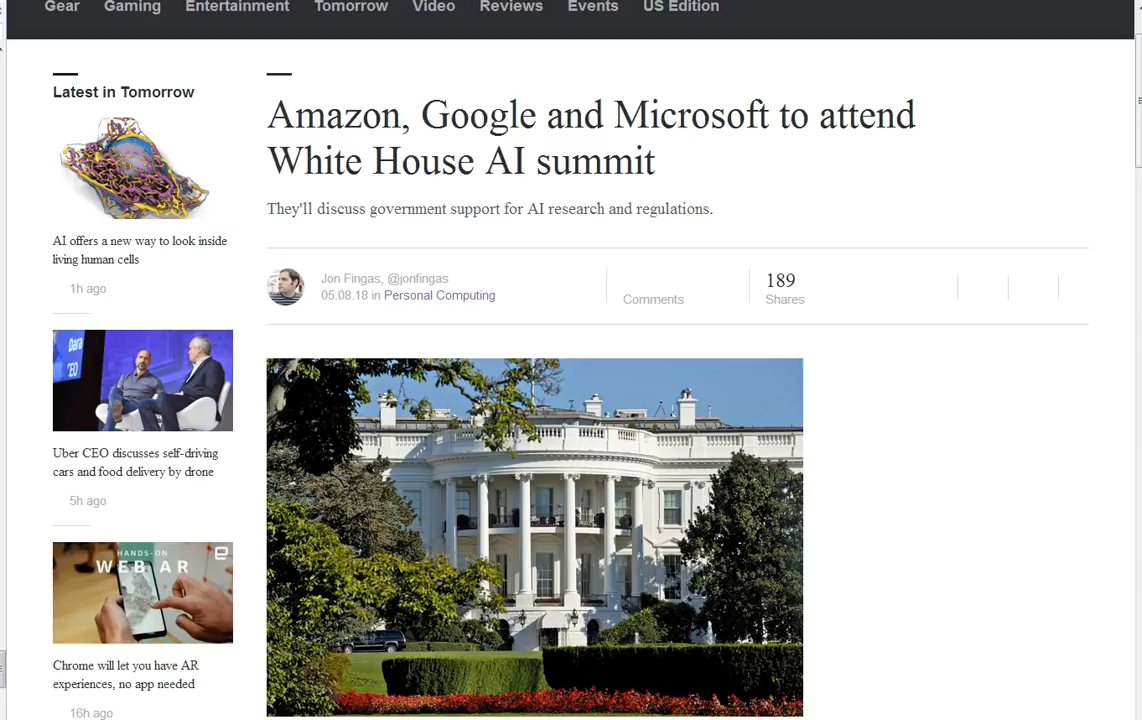 Gear Gaming Entertainment Tomorrow Video Reviews Events US Edition
Latest in Tomorrow
AI offers a new way to look inside
living human cells
1h ago
Dara
CEO
Uber CEO discusses self-driving
cars and food delivery by drone
5h ago
HANDS-ON
WEB AR
Chrome will let you have AR
experiences, no app needed
16h ago
Amazon, Google and Microsoft to attend
White House AI summit
They'll discuss government support for AI research and regulations.
Jon Fingas, @jonfingas
05.08.18 in Personal Computing
Comments
189
Shares